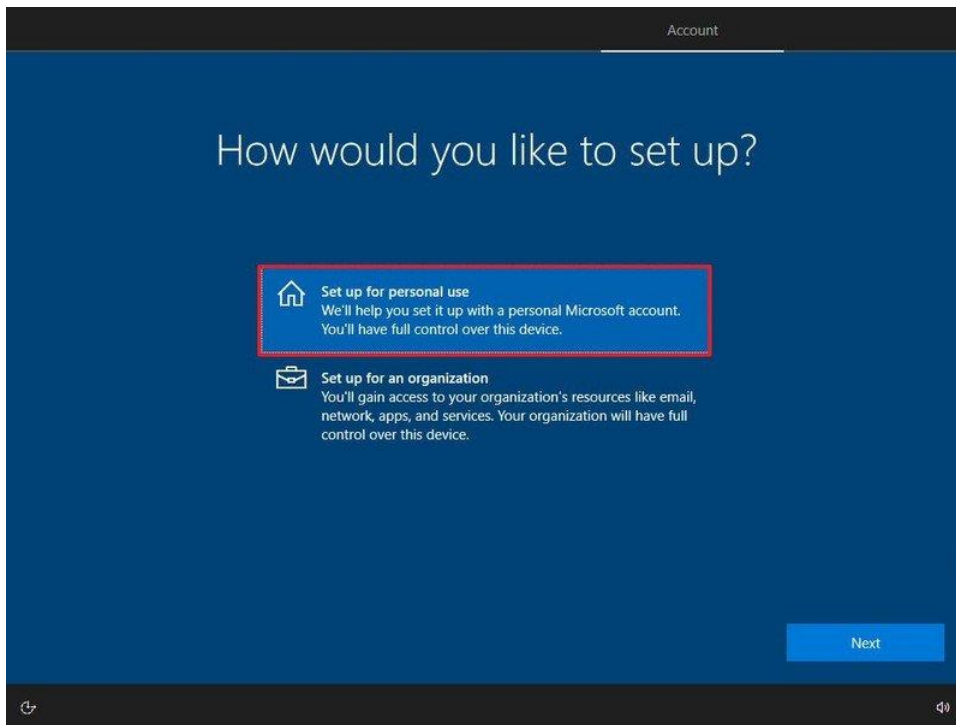 Account
How would you like to set up?
Set up for personal use
We'll help you set it up with a personal Microsoft account.
You'll have full control over this device.
Set up for an organization
You'll gain access to your organization's resources like email,
network, apps, and services. Your organization will have full
control over this device.
Next